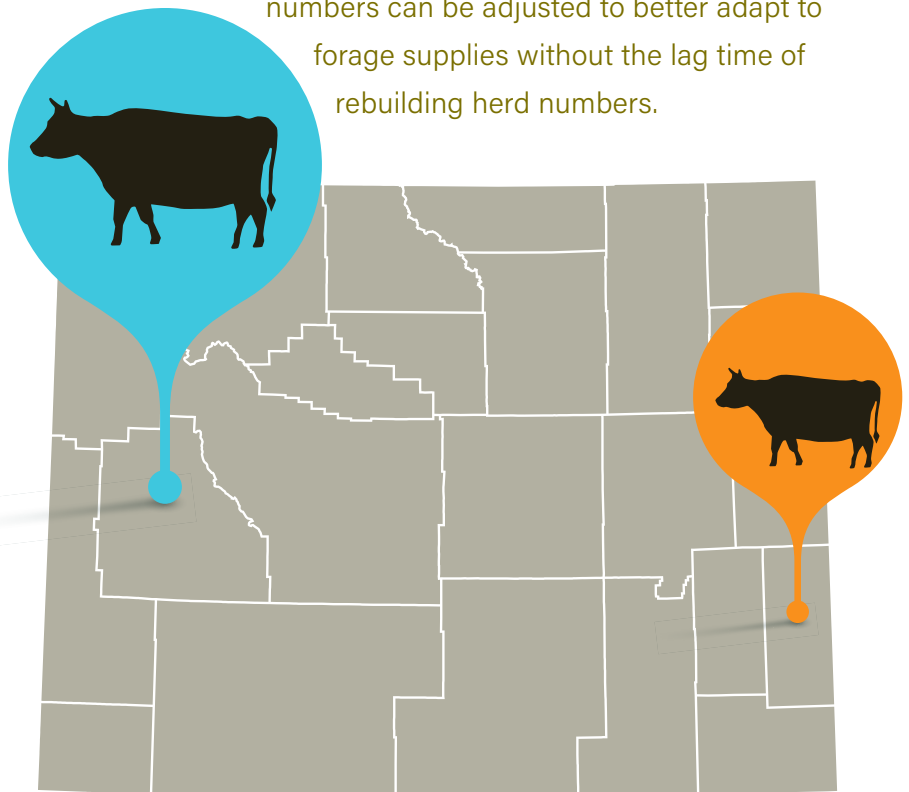 numbers can be adjusted to better adapt to
forage supplies without the lag time of
rebuilding herd numbers.